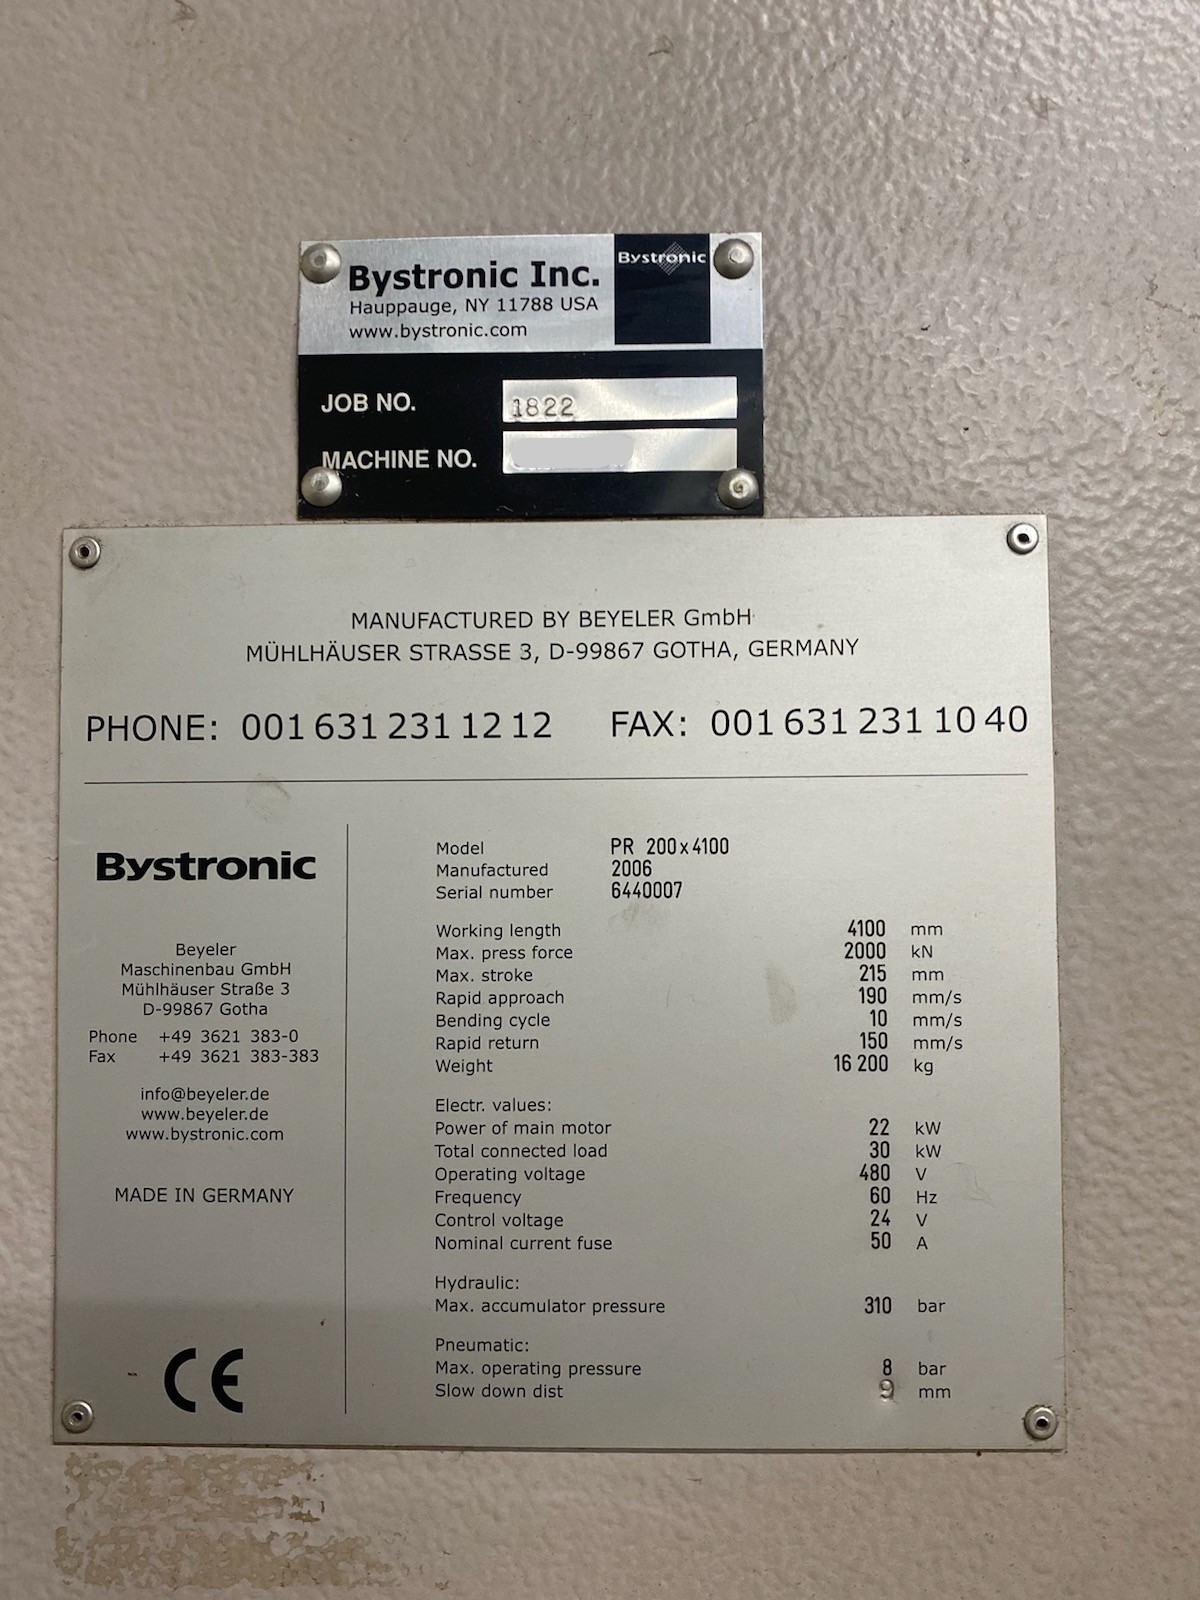 Bystronic Inc.
Hauppauge, NY 11788 USA
www.bystronic.com
Bystronic
JOB NO. 1822
MACHINE NO.
MANUFACTURED BY BEYELER GmbH
MÜHLHÄUSER STRASSE 3, D-99867 GOTHA, GERMANY
PHONE: 001 631 231 12 12 FAX: 001 631 231 10 40
Bystronic
Beyeler
Maschinenbau GmbH
Mühlhäuser Straße 3
D-99867 Gotha
Phone +49 3621 383-0
Fax +49 3621 383-383
info@beyeler.de
www.beyeler.de
www.bystronic.com
MADE IN GERMANY
CE
Model PR 200x4100
Manufactured 2006
Serial number 6440007
Working length 4100 mm
Max. press force 2000 kN
Max. stroke 215 mm
Rapid approach 190 mm/s
Bending cycle 10 mm/s
Rapid return 150 mm/s
Weight 16 200 kg
Electr. values:
Power of main motor 22 kW
Total connected load 30 kW
Operating voltage 480 V
Frequency 60 Hz
Control voltage 24 V
Nominal current fuse 50 A
Hydraulic:
Max. accumulator pressure 310 bar
Pneumatic:
Max. operating pressure 8 bar
Slow down dist 9 mm